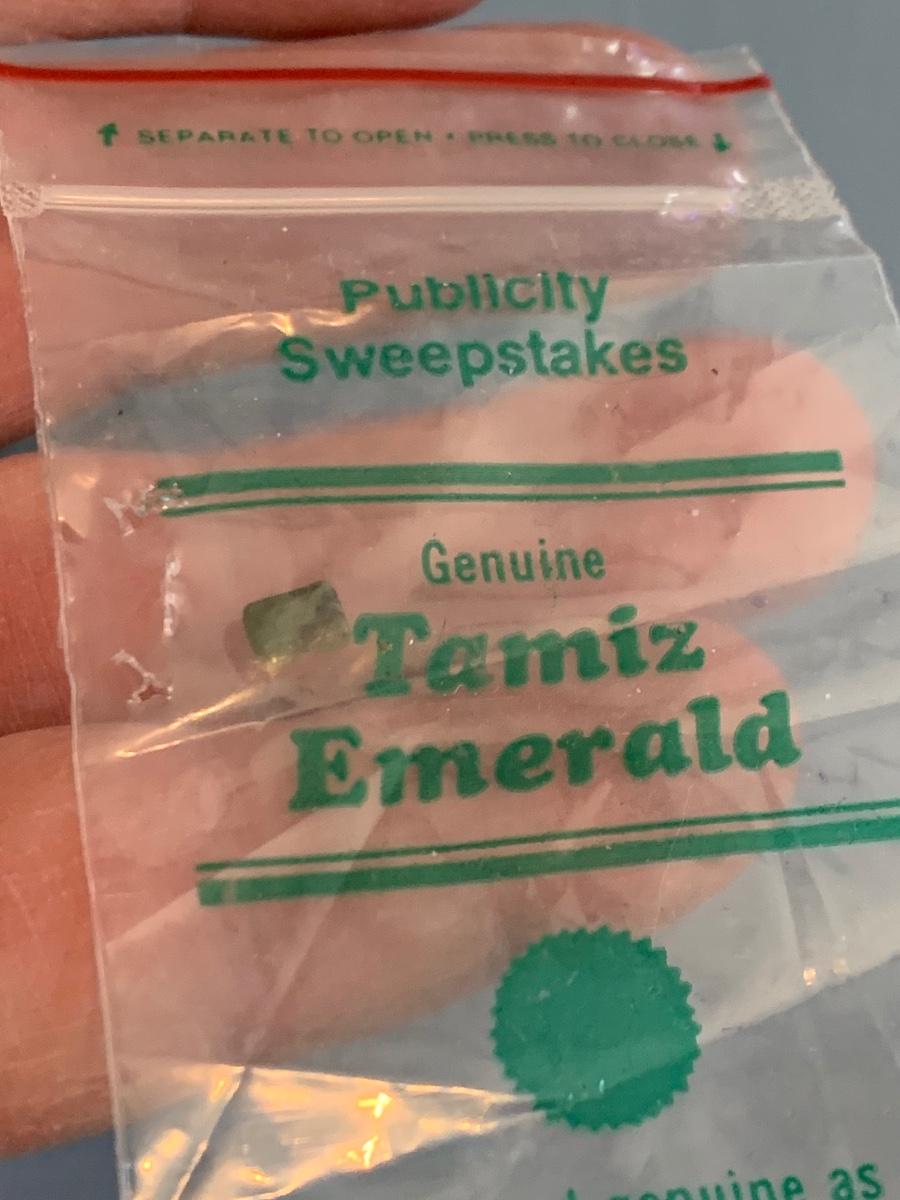 ↑ SEPARATE TO OPEN • PRESS TO CLOSE ↓
Publicity
Sweepstakes
Genuine
Tamiz
Emerald
genuine as